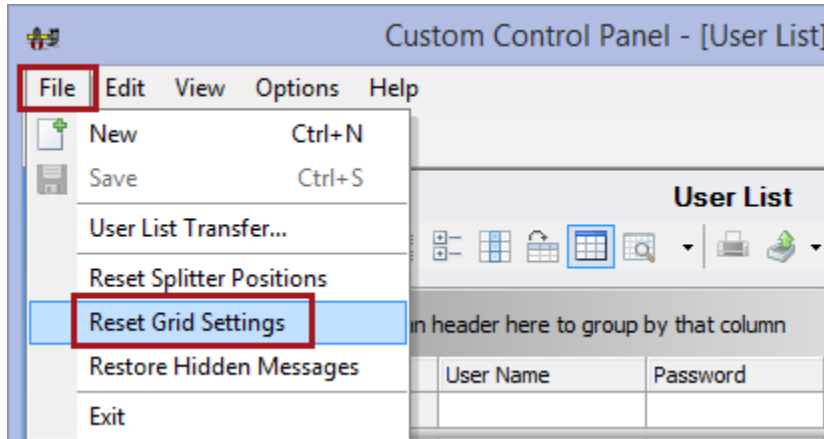 Custom Control Panel - [User List]
File Edit View Options Help
New Ctrl+N
Save Ctrl+S
User List
User List Transfer...
Reset Splitter Positions
Reset Grid Settings
n header here to group by that column
Restore Hidden Messages
User Name Password
Exit